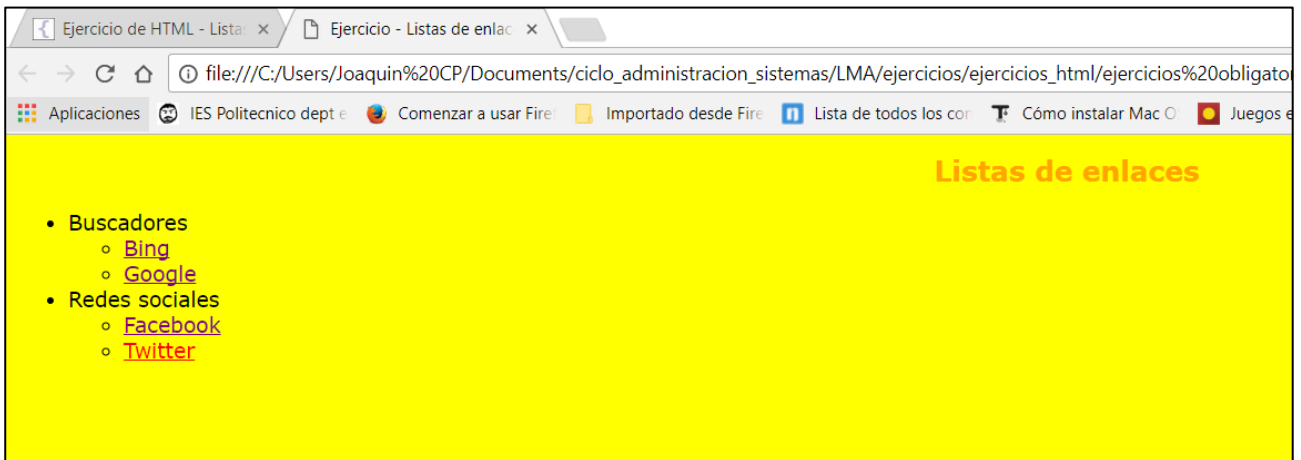 Ejercicio de HTML - Listas
Ejercicio - Listas de enlac
file:///C:/Users/Joaquin%20CP/Documents/ciclo_administracion_sistemas/LMA/ejercicios/ejercicios_html/ejercicios%20obligator
Aplicaciones IES Politecnico dept e Comenzar a usar Firef Importado desde Fire Lista de todos los con Cómo instalar Mac O Juegos e
Listas de enlaces
• Buscadores
◦ Bing
◦ Google
• Redes sociales
◦ Facebook
◦ Twitter